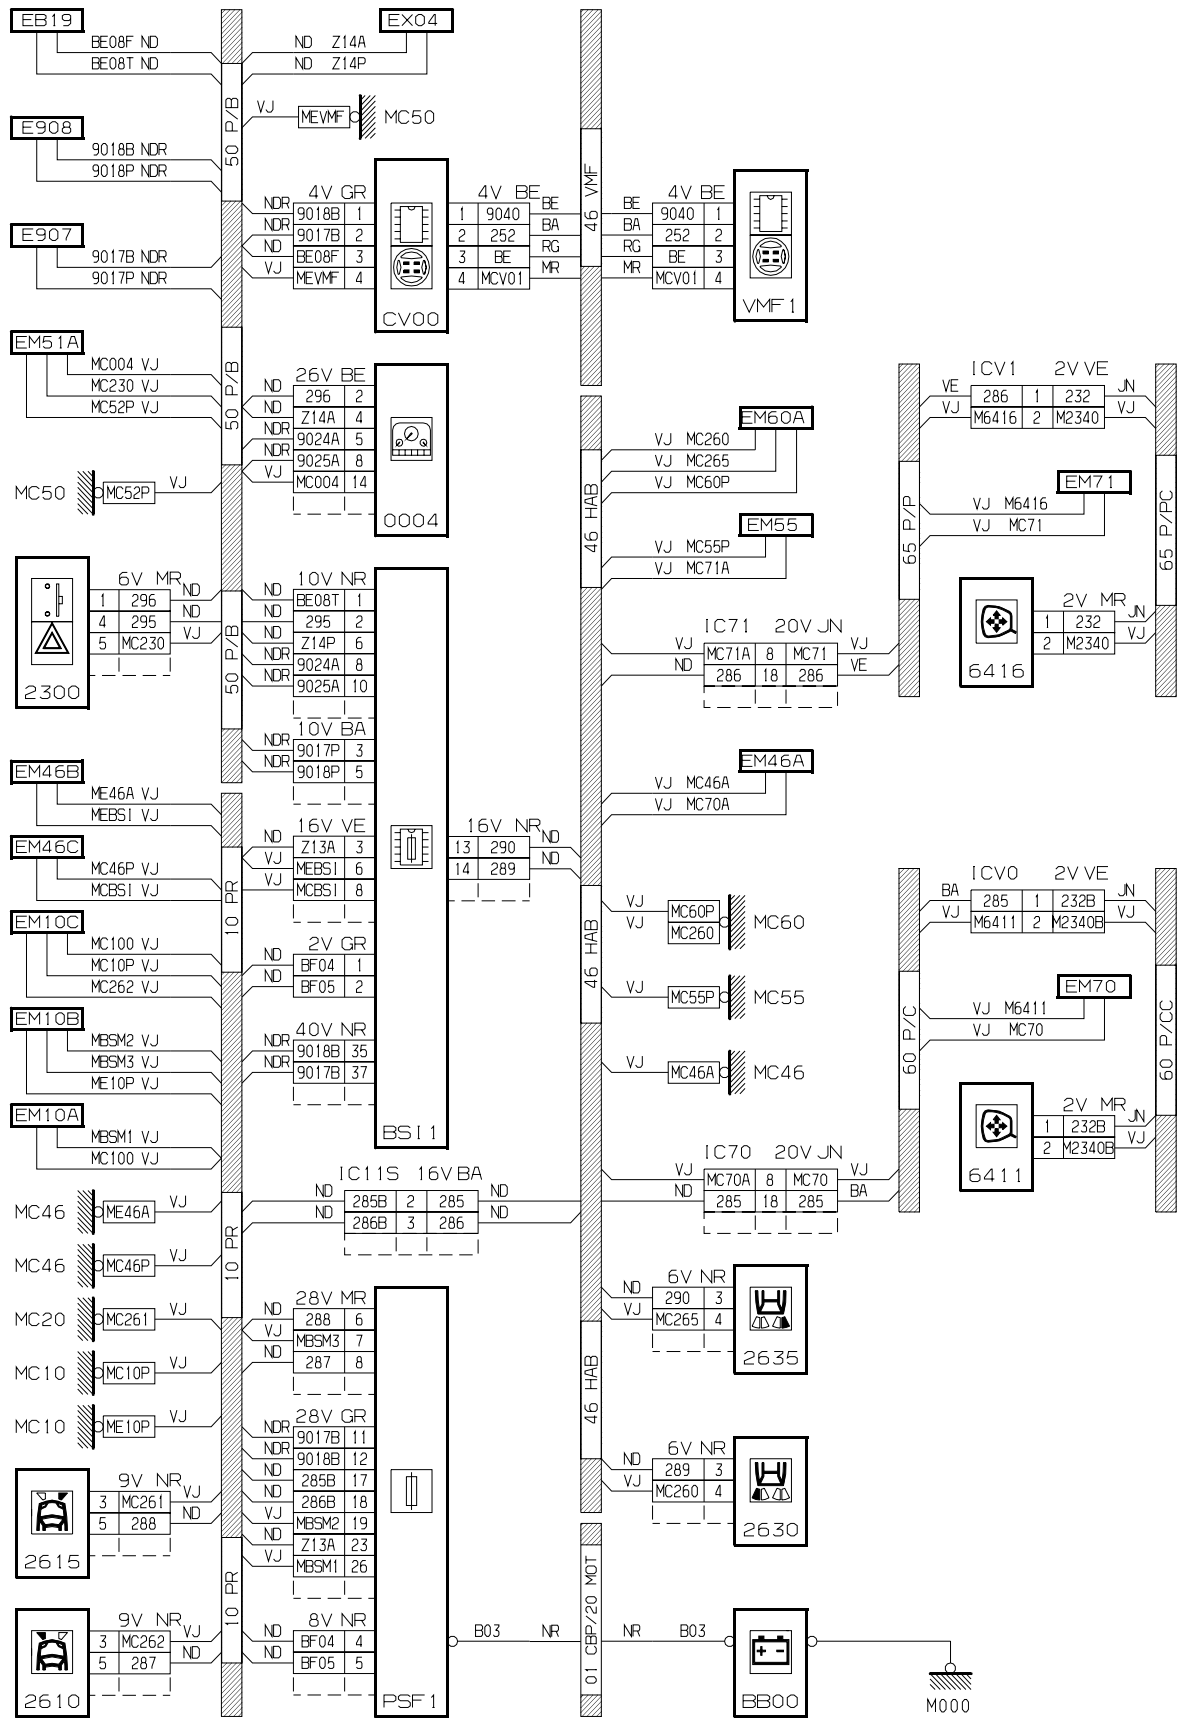 EB19
BE08F ND
BE08T ND
EX04
ND Z14A
ND Z14P
50 P/B
VJ
MEVMF
MC50
E908
9018B NDR
9018P NDR
E907
9017B NDR
9017P NDR
4V GR
NDR 9018B 1
NDR 9017B 2
ND BE08F 3
VJ MEVMF 4
CV00
4V BE
1 9040 BE
2 252 BA
3 BE RG
4 MCV01 MR
46 VMF
4V BE
BE 9040 1
BA 252 2
RG BE 3
MR MCV01 4
VMF1
EM51A
MC004 VJ
MC230 VJ
MC52P VJ
50 P/B
MC50
MC52P
VJ
26V BE
ND 296 2
ND Z14A 4
NDR 9024A 5
NDR 9025A 8
VJ MC004 14
0004
EM60A
VJ MC260
VJ MC265
VJ MC60P
46 HAB
EM55
VJ MC55P
VJ MC71A
65 P/P
ICV1 2V VE
VE 286 1 232 JN
VJ M6416 2 M2340 VJ
EM71
VJ M6416
VJ MC71
65 P/PC
2V MR
1 232 JN
2 M2340 VJ
6416
IC71 20V JN
VJ MC71A 8 MC71 VJ
ND 286 18 286 VE
2300
6V MR
1 296 ND
4 295 ND
5 MC230 VJ
50 P/B
10V NR
ND BE08T 1
ND 295 2
ND Z14P 6
NDR 9024A 8
NDR 9025A 10
10V BA
NDR 9017P 3
NDR 9018P 5
EM46B
ME46A VJ
MEBSI VJ
EM46C
MC46P VJ
MCBSI VJ
10 PR
16V VE
ND Z13A 3
VJ MEBSI 6
VJ MCBSI 8
16V NR
13 290 ND
14 289 ND
2V GR
ND BF04 1
ND BF05 2
40V NR
NDR 9018B 35
NDR 9017B 37
BSI1
EM46A
VJ MC46A
VJ MC70A
46 HAB
VJ MC60P
VJ MC260
MC60
VJ MC55P
MC55
VJ MC46A
MC46
EM10C
MC100 VJ
MC10P VJ
MC262 VJ
EM10B
MBSM2 VJ
MBSM3 VJ
ME10P VJ
EM10A
MBSM1 VJ
MC100 VJ
60 P/C
ICV0 2V VE
BA 285 1 232B JN
VJ M6411 2 M2340B VJ
EM70
VJ M6411
VJ MC70
60 P/CC
2V MR
1 232B JN
2 M2340B VJ
6411
IC70 20V JN
VJ MC70A 8 MC70 VJ
ND 285 18 285 BA
IC11S 16V BA
ND 285B 2 285 ND
ND 286B 3 286 ND
MC46 ME46A VJ
MC46 MC46P VJ
MC20 MC261 VJ
MC10 MC10P VJ
MC10 ME10P VJ
10 PR
28V MR
ND 288 6
VJ MBSM3 7
ND 287 8
28V GR
NDR 9017B 11
NDR 9018B 12
ND 285B 17
ND 286B 18
VJ MBSM2 19
ND Z13A 23
VJ MBSM1 26
8V NR
ND BF04 4
ND BF05 5
PSF1
46 HAB
6V NR
ND 290 3
VJ MC265 4
2635
6V NR
ND 289 3
VJ MC260 4
2630
9V NR
3 MC261 VJ
5 288 ND
2615
10 PR
9V NR
3 MC262 VJ
5 287 ND
2610
B03 NR
01 CBP/20 MOT
NR B03
BB00
M000